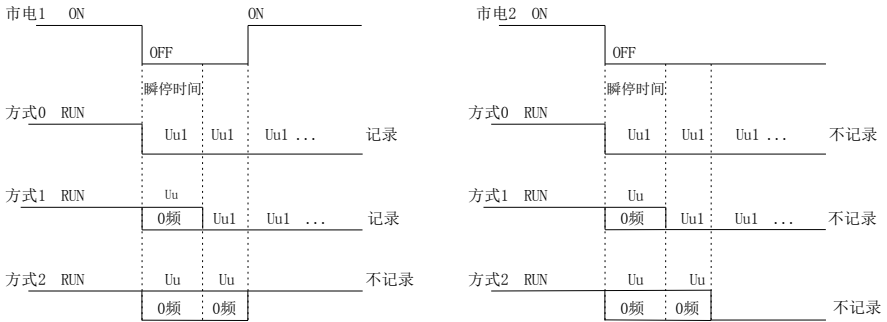 市电1 ON ON
OFF
瞬停时间
方式0 RUN
Uu1 Uu1 Uu1 ... 记录
方式1 RUN Uu
0频 Uu1 Uu1 ... 记录
方式2 RUN Uu Uu 不记录
0频 0频
市电2 ON
OFF
瞬停时间
方式0 RUN
Uu1 Uu1 Uu1 ... 不记录
方式1 RUN Uu
0频 Uu1 Uu1 ... 不记录
方式2 RUN Uu Uu
0频 0频 不记录